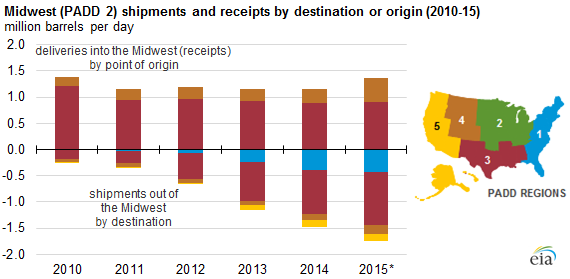 Midwest (PADD 2) shipments and receipts by destination or origin (2010-15)
million barrels per day
2.0
deliveries into the Midwest (receipts)
by point of origin
1.5
1.0
0.5
0.0
-0.5
-1.0
-1.5
-2.0
shipments out of
the Midwest
by destination
2010 2011 2012 2013 2014 2015*
5
4
2
1
3
PADD REGIONS
eia